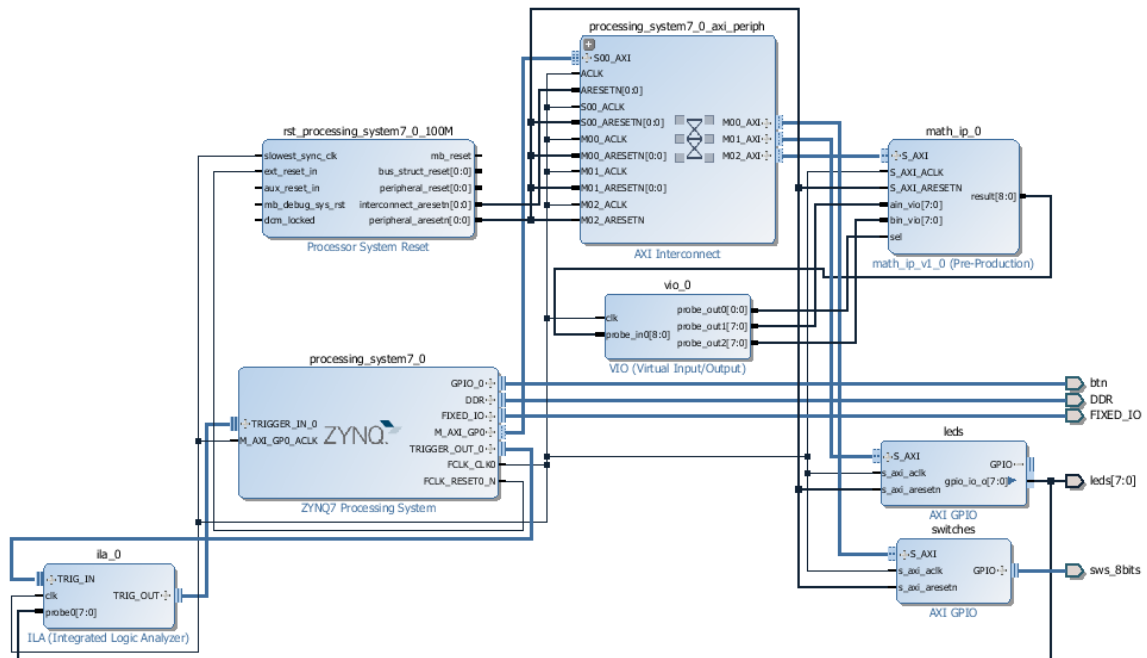 processing_system7_0_axi_periph
S00_AXI
ACLK
ARESETN[0:0]
S00_ACLK
S00_ARESETN[0:0]
M00_ACLK
M00_ARESETN[0:0]
M01_ACLK
M01_ARESETN[0:0]
M02_ACLK
M02_ARESETN
M00_AXI
M01_AXI
M02_AXI
AXI Interconnect
rst_processing_system7_0_100M
slowest_sync_clk
ext_reset_in
aux_reset_in
mb_debug_sys_rst
dcm_locked
mb_reset
bus_struct_reset[0:0]
peripheral_reset[0:0]
interconnect_aresetn[0:0]
peripheral_aresetn[0:0]
Processor System Reset
math_ip_0
S_AXI
S_AXI_ACLK
S_AXI_ARESETN
ain_vio[7:0]
bin_vio[7:0]
sel
result[8:0]
math_ip_v1_0 (Pre-Production)
vio_0
clk
probe_in0[8:0]
probe_out0[0:0]
probe_out1[7:0]
probe_out2[7:0]
VIO (Virtual Input/Output)
processing_system7_0
TRIGGER_IN_0
M_AXI_GP0_ACLK
ZYNQ
GPIO_0
DDR
FIXED_IO
M_AXI_GP0
TRIGGER_OUT_0
FCLK_CLK0
FCLK_RESET0_N
ZYNQ7 Processing System
btn
DDR
FIXED_IO
leds
S_AXI
s_axi_aclk
s_axi_aresetn
GPIO
gpio_io_o[7:0]
AXI GPIO
leds[7:0]
switches
S_AXI
s_axi_aclk
s_axi_aresetn
GPIO
AXI GPIO
sws_8bits
ila_0
TRIG_IN
clk
probe0[7:0]
TRIG_OUT
ILA (Integrated Logic Analyzer)